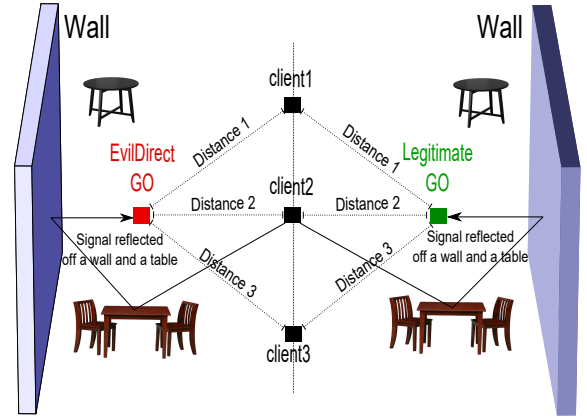 Wall
Wall
client1
Distance 1
Distance 1
EvilDirect
GO
Legitimate
GO
client2
Distance 2
Distance 2
Signal reflected
off a wall and a table
Signal reflected
off a wall and a table
Distance 3
Distance 3
client3